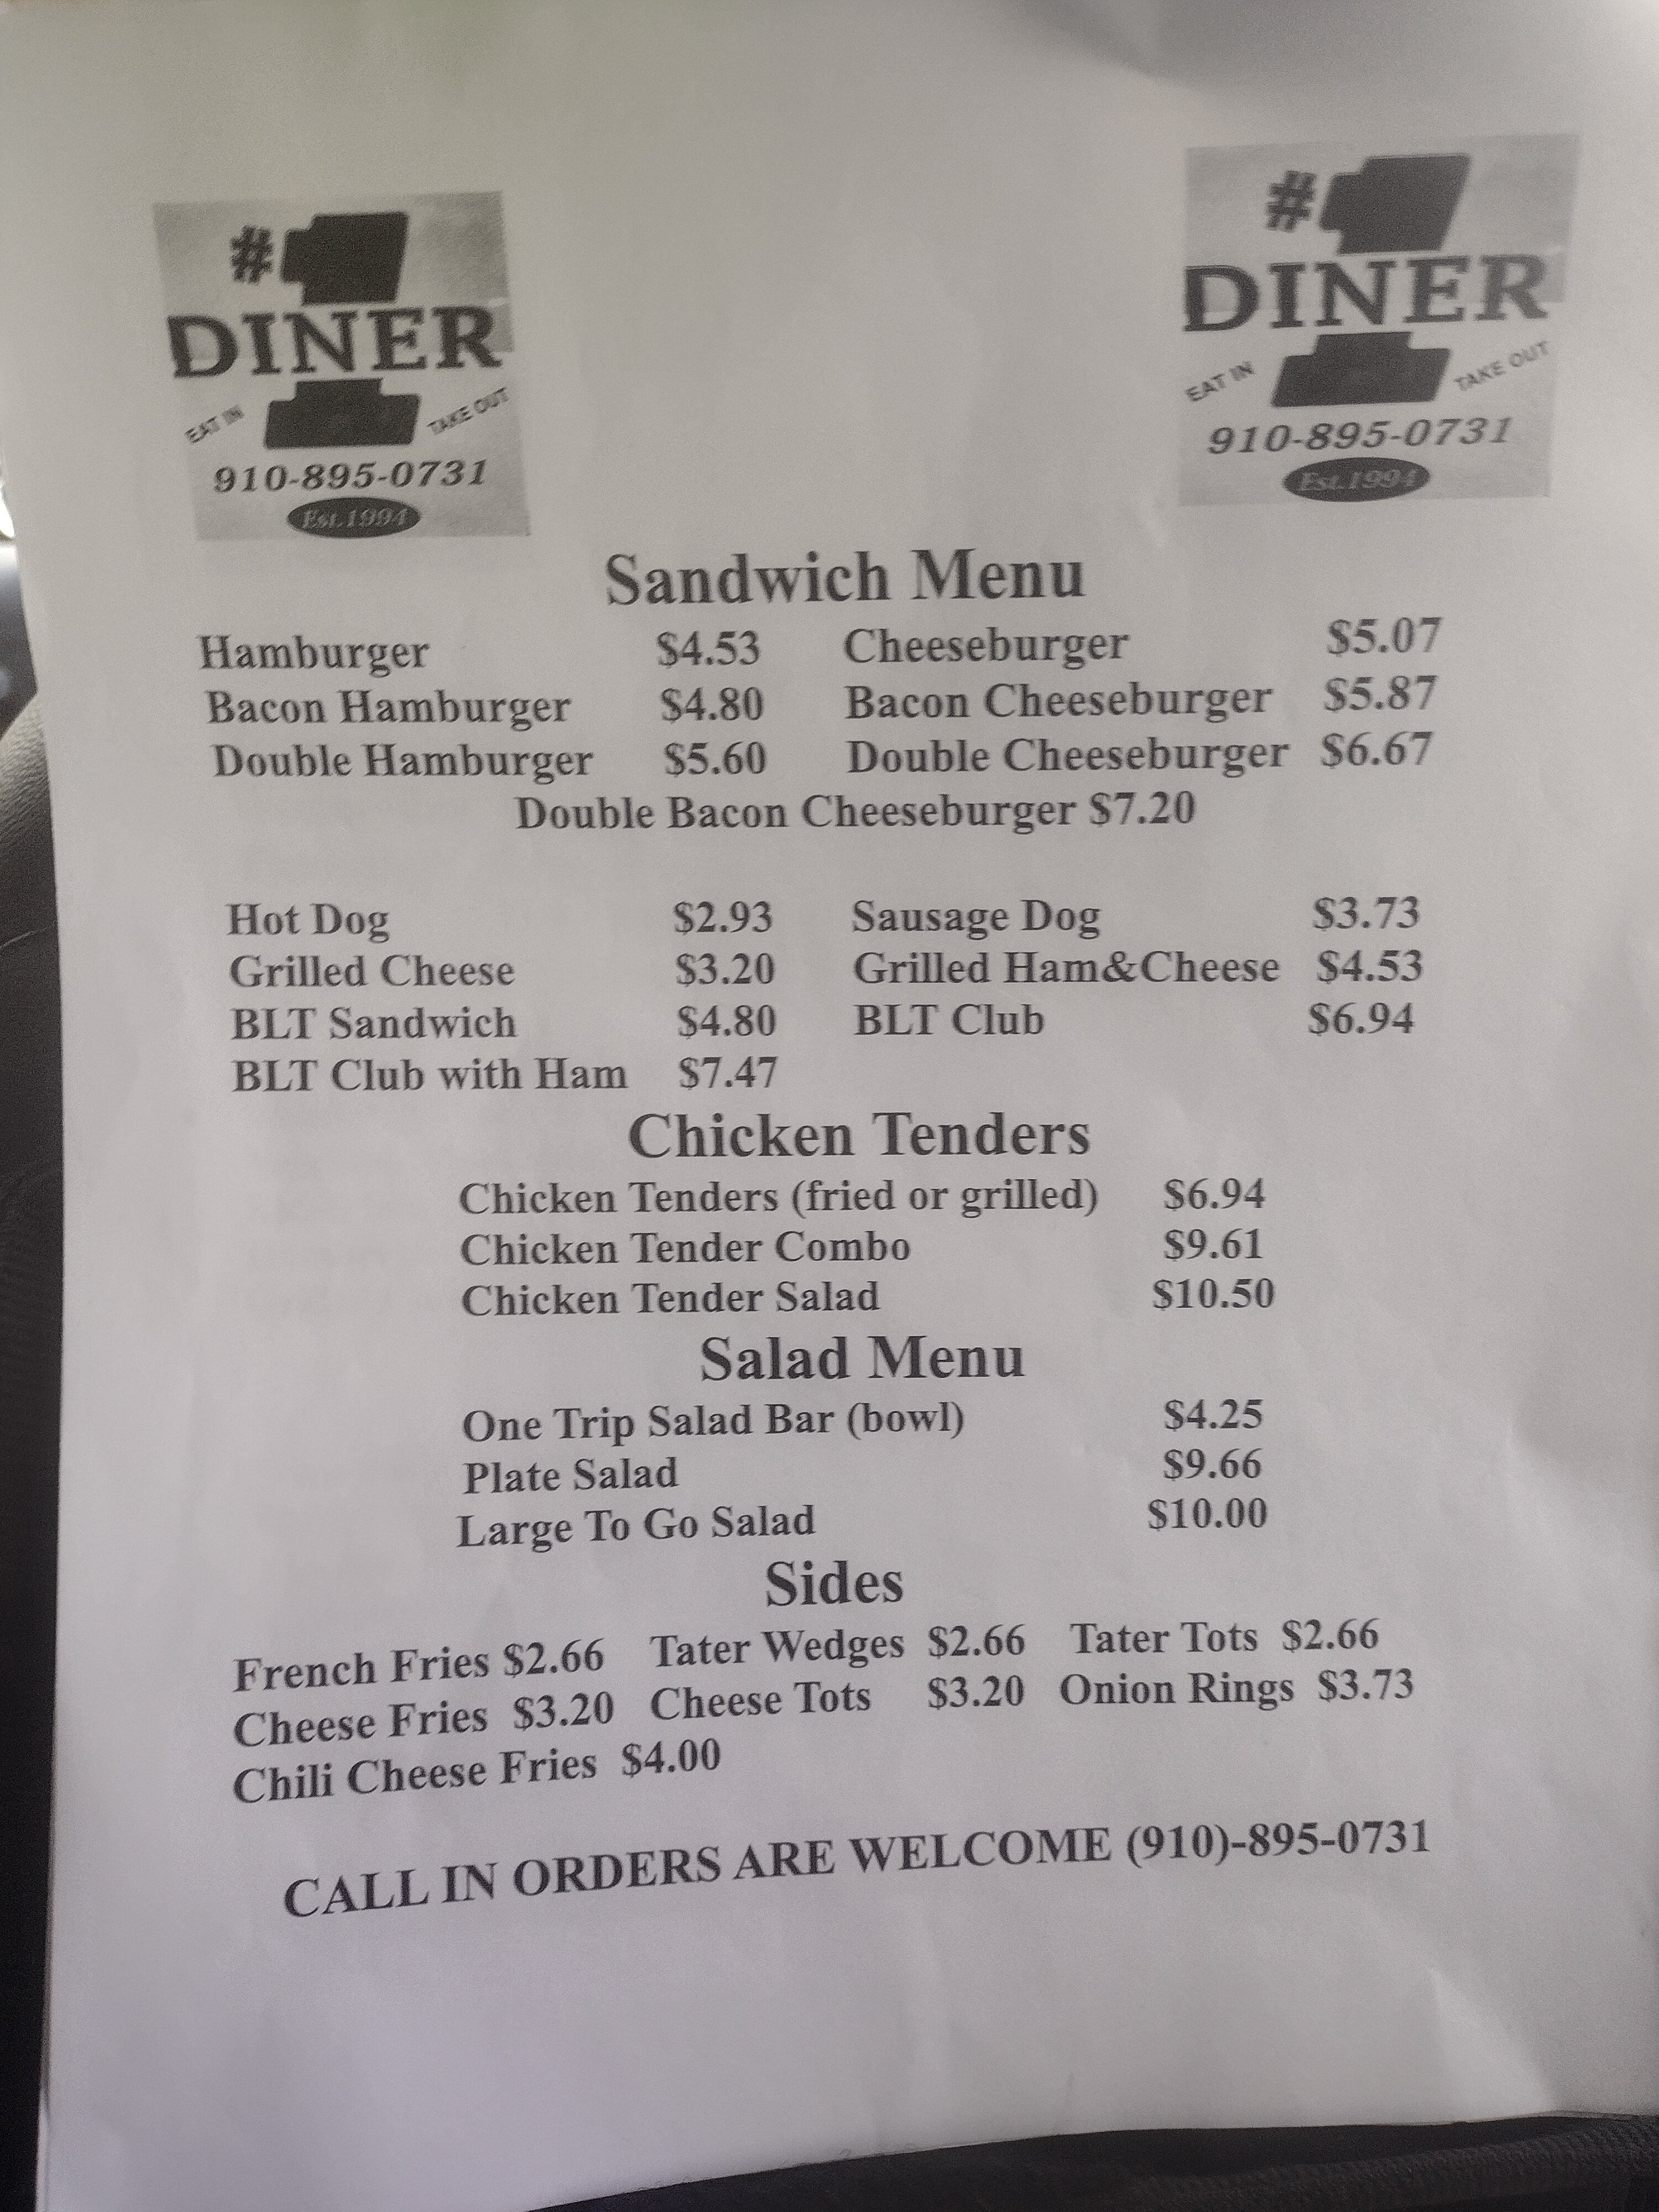 #1
DINER
EAT IN TAKE OUT
910-895-0731
Est.1994
#1
DINER
EAT IN TAKE OUT
910-895-0731
Est.1994
Sandwich Menu
Hamburger $4.53 Cheeseburger $5.07
Bacon Hamburger $4.80 Bacon Cheeseburger $5.87
Double Hamburger $5.60 Double Cheeseburger $6.67
Double Bacon Cheeseburger $7.20
Hot Dog $2.93 Sausage Dog $3.73
Grilled Cheese $3.20 Grilled Ham&Cheese $4.53
BLT Sandwich $4.80 BLT Club $6.94
BLT Club with Ham $7.47
Chicken Tenders
Chicken Tenders (fried or grilled) $6.94
Chicken Tender Combo $9.61
Chicken Tender Salad $10.50
Salad Menu
One Trip Salad Bar (bowl) $4.25
Plate Salad $9.66
Large To Go Salad $10.00
Sides
French Fries $2.66 Tater Wedges $2.66 Tater Tots $2.66
Cheese Fries $3.20 Cheese Tots $3.20 Onion Rings $3.73
Chili Cheese Fries $4.00
CALL IN ORDERS ARE WELCOME (910)-895-0731